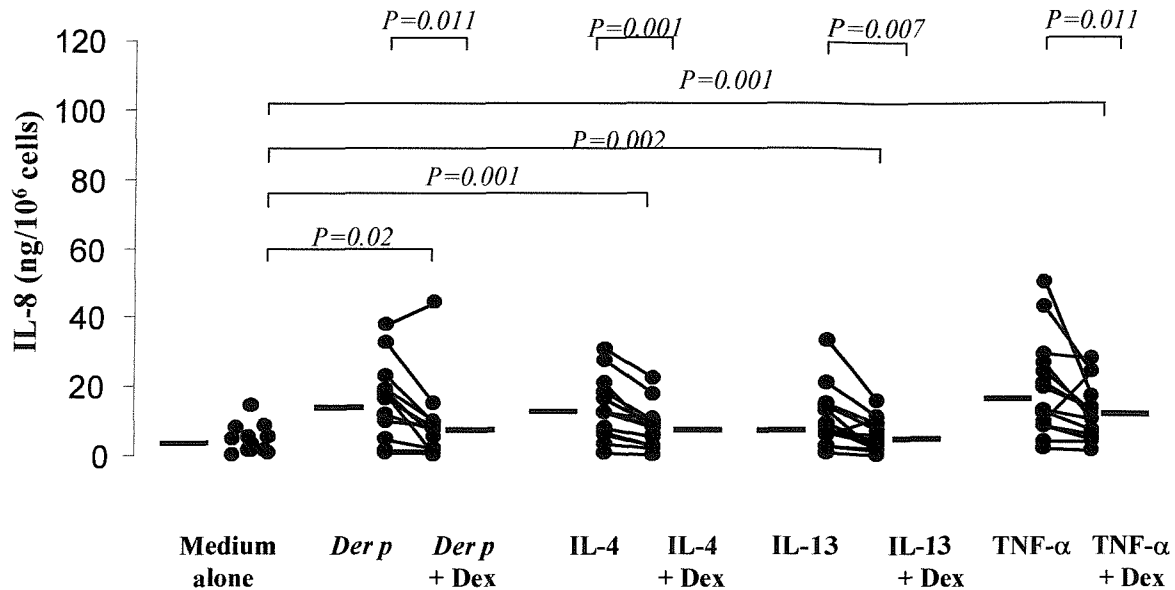 P=0.011 P=0.001 P=0.007 P=0.011
120
P=0.001
100
P=0.002
80
P=0.001
60
P=0.02
40
20
0
IL-8 (ng/10⁶ cells)
Medium alone
Der p
Der p + Dex
IL-4
IL-4 + Dex
IL-13
IL-13 + Dex
TNF-α
TNF-α + Dex